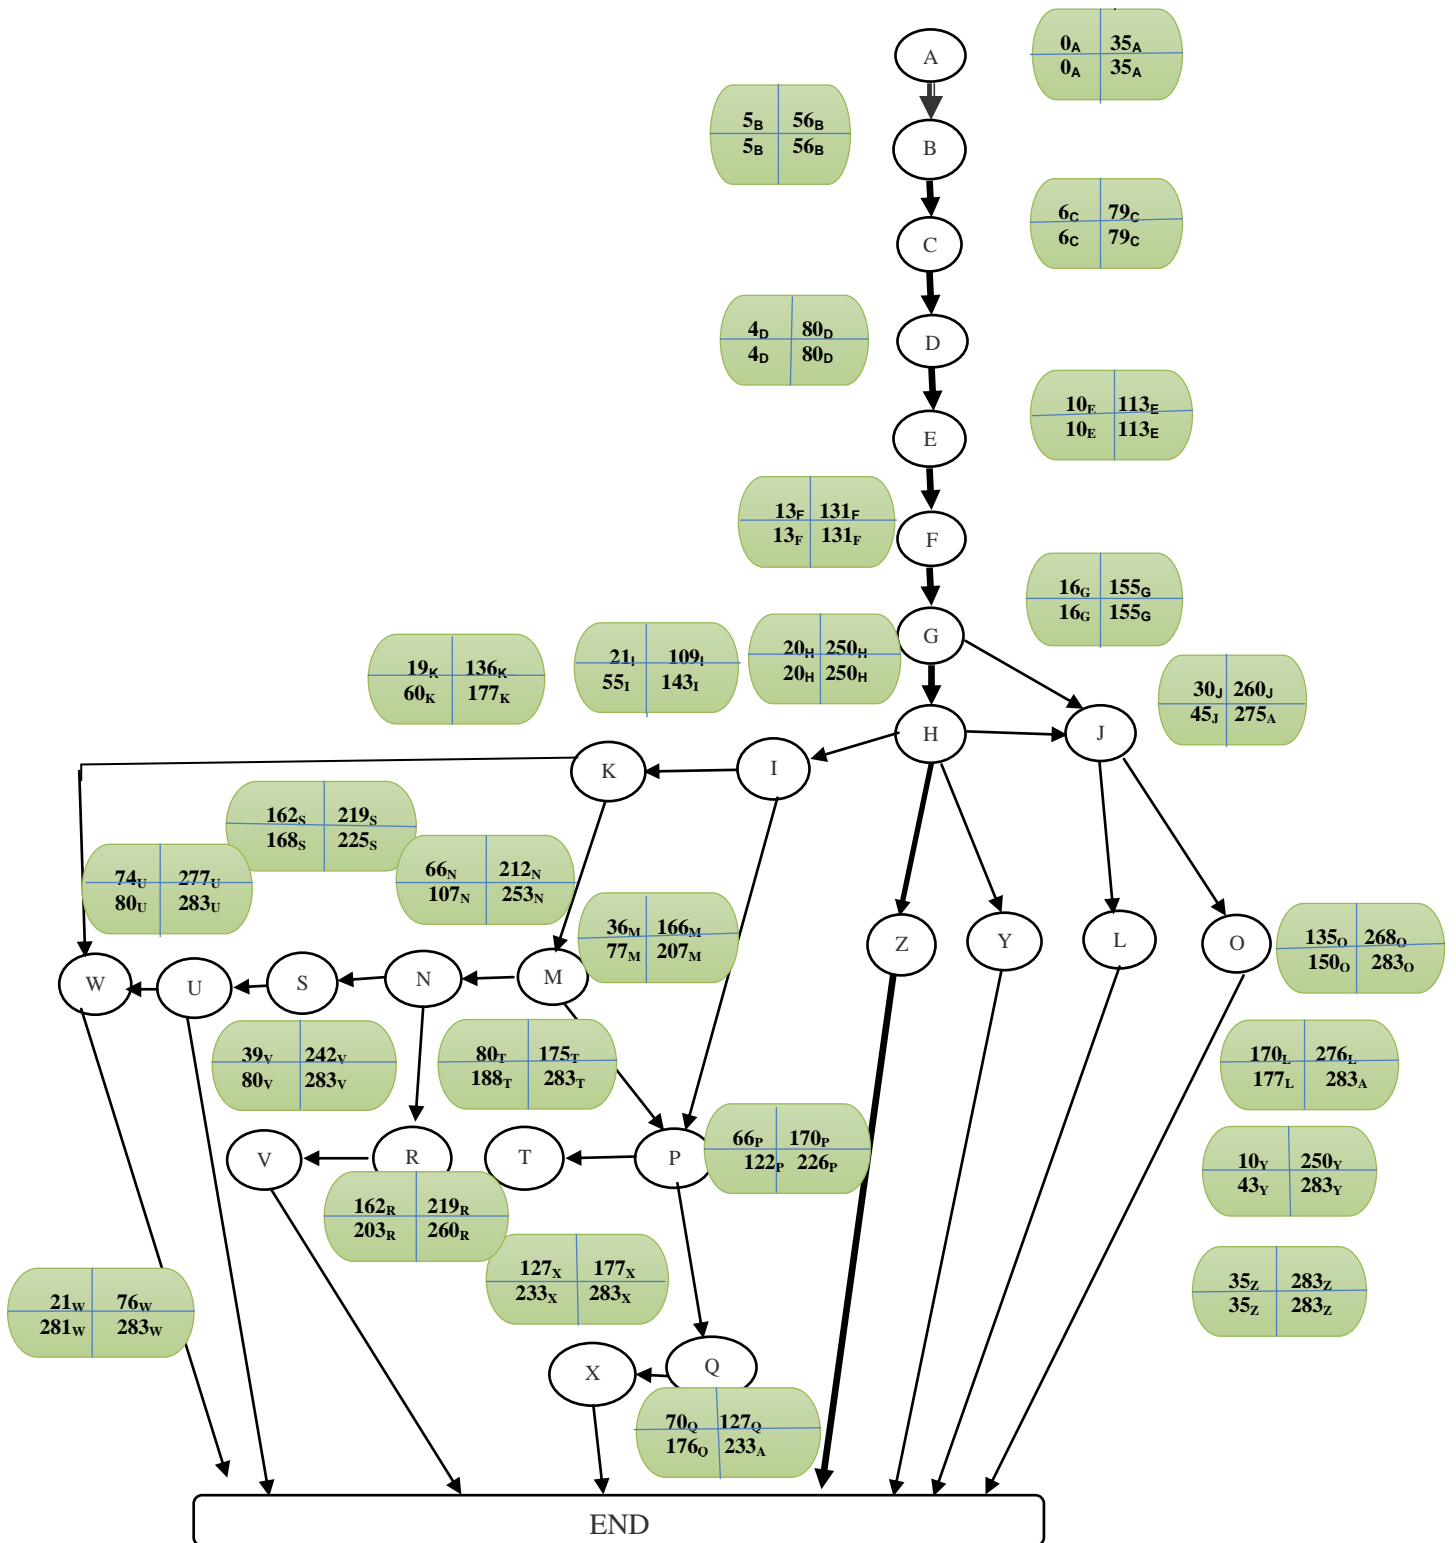 A
0A 35A
0A 35A
5B 56B
5B 56B
B
6C 79C
6C 79C
C
4D 80D
4D 80D
D
10E 113E
10E 113E
E
13F 131F
13F 131F
F
16G 155G
16G 155G
G
19K 136K
60K 177K
21I 109I
55I 143I
20H 250H
20H 250H
30J 260J
45J 275A
K
I
H
J
162S 219S
168S 225S
74U 277U
80U 283U
66N 212N
107N 253N
36M 166M
77M 207M
W
U
S
N
M
Z
Y
L
O
135O 268O
150O 283O
39V 242V
80V 283V
80T 175T
188T 283T
170L 276L
177L 283A
V
R
T
P
66P 170P
122P 226P
10Y 250Y
43Y 283Y
162R 219R
203R 260R
127X 177X
233X 283X
35Z 283Z
35Z 283Z
21W 76W
281W 283W
X
Q
70Q 127Q
176Q 233A
END